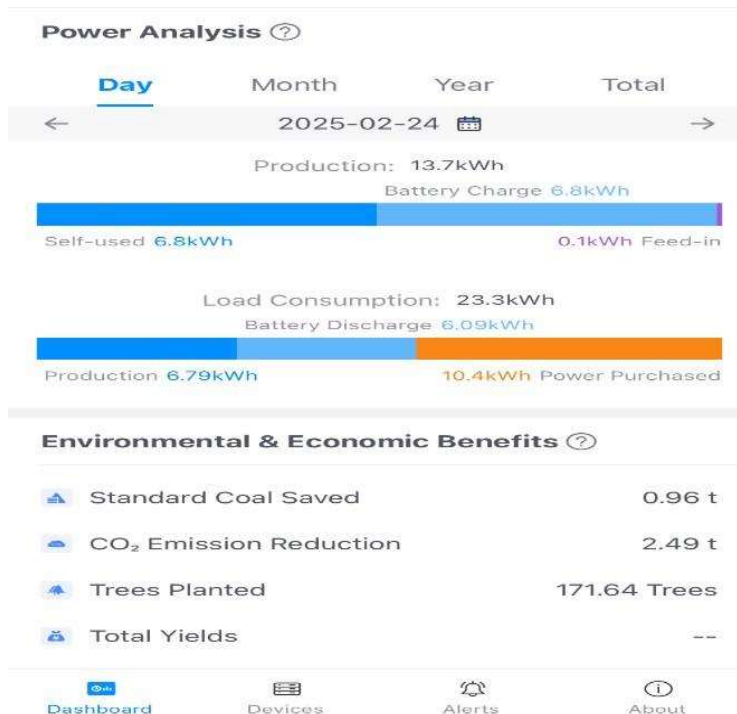 Power Analysis ?
Day Month Year Total
← 2025-02-24 →
Production: 13.7kWh
Battery Charge 6.8kWh
Self-used 6.8kWh 0.1kWh Feed-in
Load Consumption: 23.3kWh
Battery Discharge 6.09kWh
Production 6.79kWh 10.4kWh Power Purchased
Environmental & Economic Benefits ?
Standard Coal Saved 0.96 t
CO₂ Emission Reduction 2.49 t
Trees Planted 171.64 Trees
Total Yields --
Dashboard Devices Alerts About